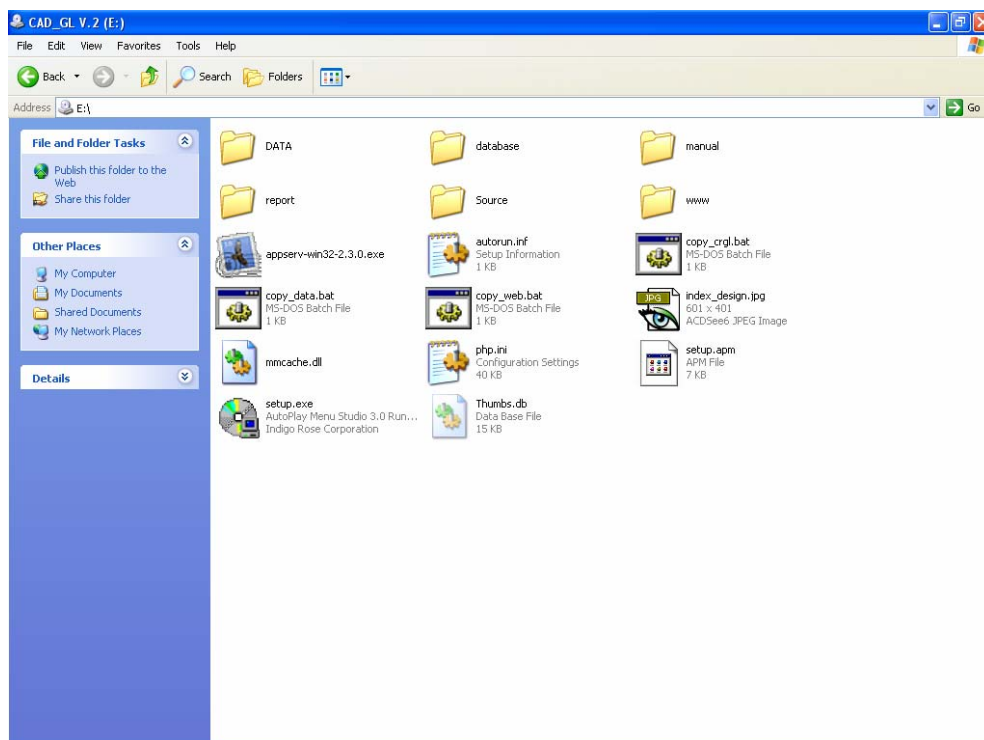 CAD_GL V.2 (E:)
File Edit View Favorites Tools Help
Back Search Folders
Address E:\ Go
File and Folder Tasks
Publish this folder to the
Web
Share this folder
Other Places
My Computer
My Documents
Shared Documents
My Network Places
Details
DATA
database
manual
report
Source
www
appserv-win32-2.3.0.exe
autorun.inf
Setup Information
1 KB
copy_crgl.bat
MS-DOS Batch File
1 KB
copy_data.bat
MS-DOS Batch File
1 KB
copy_web.bat
MS-DOS Batch File
1 KB
JPG
index_design.jpg
601 x 401
ACDSee6 JPEG Image
mmcache.dll
php.ini
Configuration Settings
40 KB
setup.apm
APM File
7 KB
setup.exe
AutoPlay Menu Studio 3.0 Run...
Indigo Rose Corporation
Thumbs.db
Data Base File
15 KB